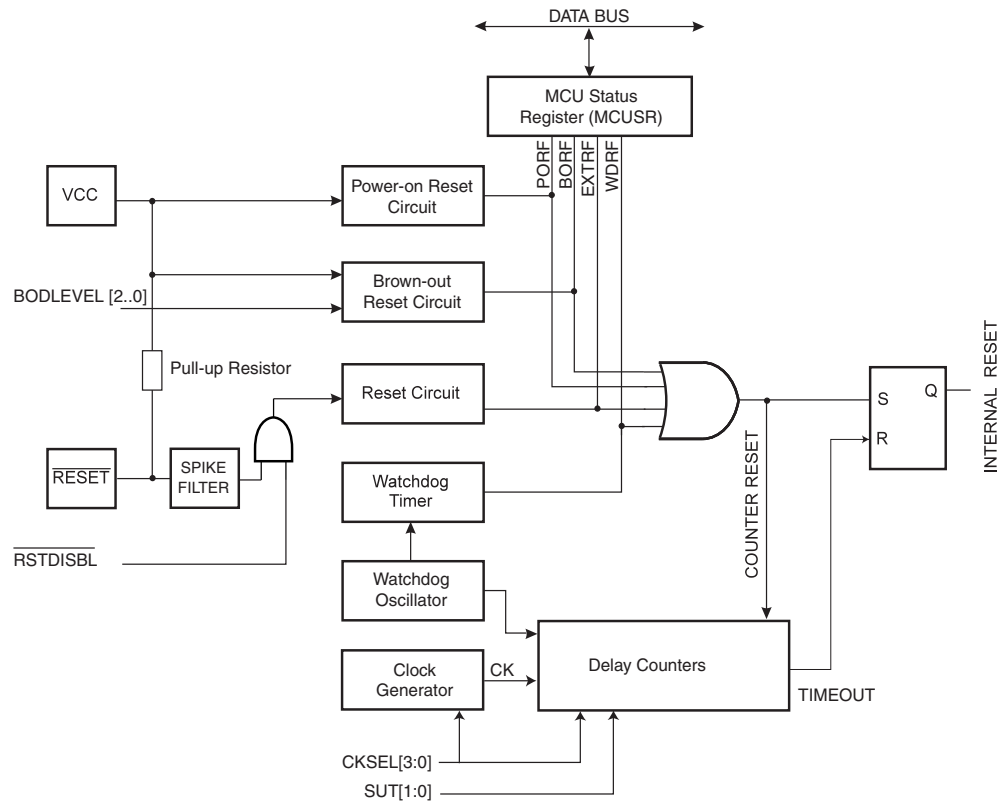 DATA BUS
MCU Status
Register (MCUSR)
PORF
BORF
EXTRF
WDRF
VCC
Power-on Reset
Circuit
BODLEVEL [2..0]
Brown-out
Reset Circuit
Pull-up Resistor
Reset Circuit
S
Q
R
INTERNAL RESET
RESET
SPIKE
FILTER
Watchdog
Timer
COUNTER RESET
RSTDISBL
Watchdog
Oscillator
Clock
Generator
CK
Delay Counters
TIMEOUT
CKSEL[3:0]
SUT[1:0]